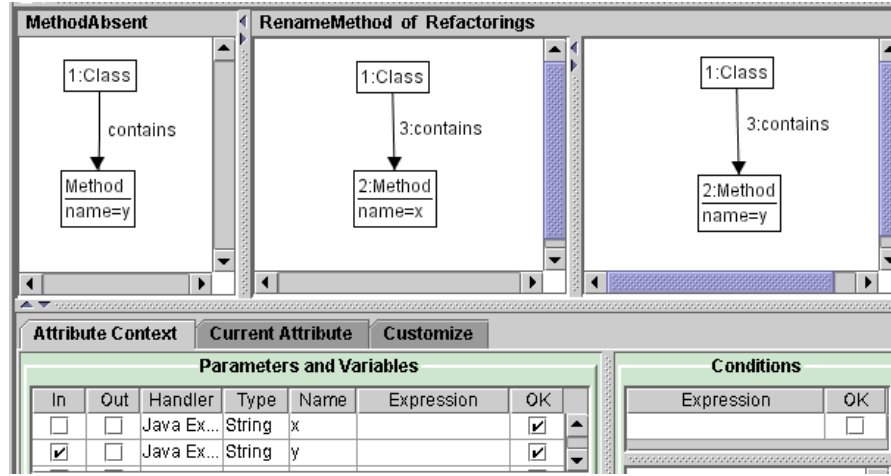 MethodAbsent
RenameMethod of Refactorings
1:Class
contains
Method
name=y
1:Class
3:contains
2:Method
name=x
1:Class
3:contains
2:Method
name=y
Attribute Context Current Attribute Customize
Parameters and Variables
In Out Handler Type Name Expression OK
Java Ex... String x
Java Ex... String y
Conditions
Expression OK